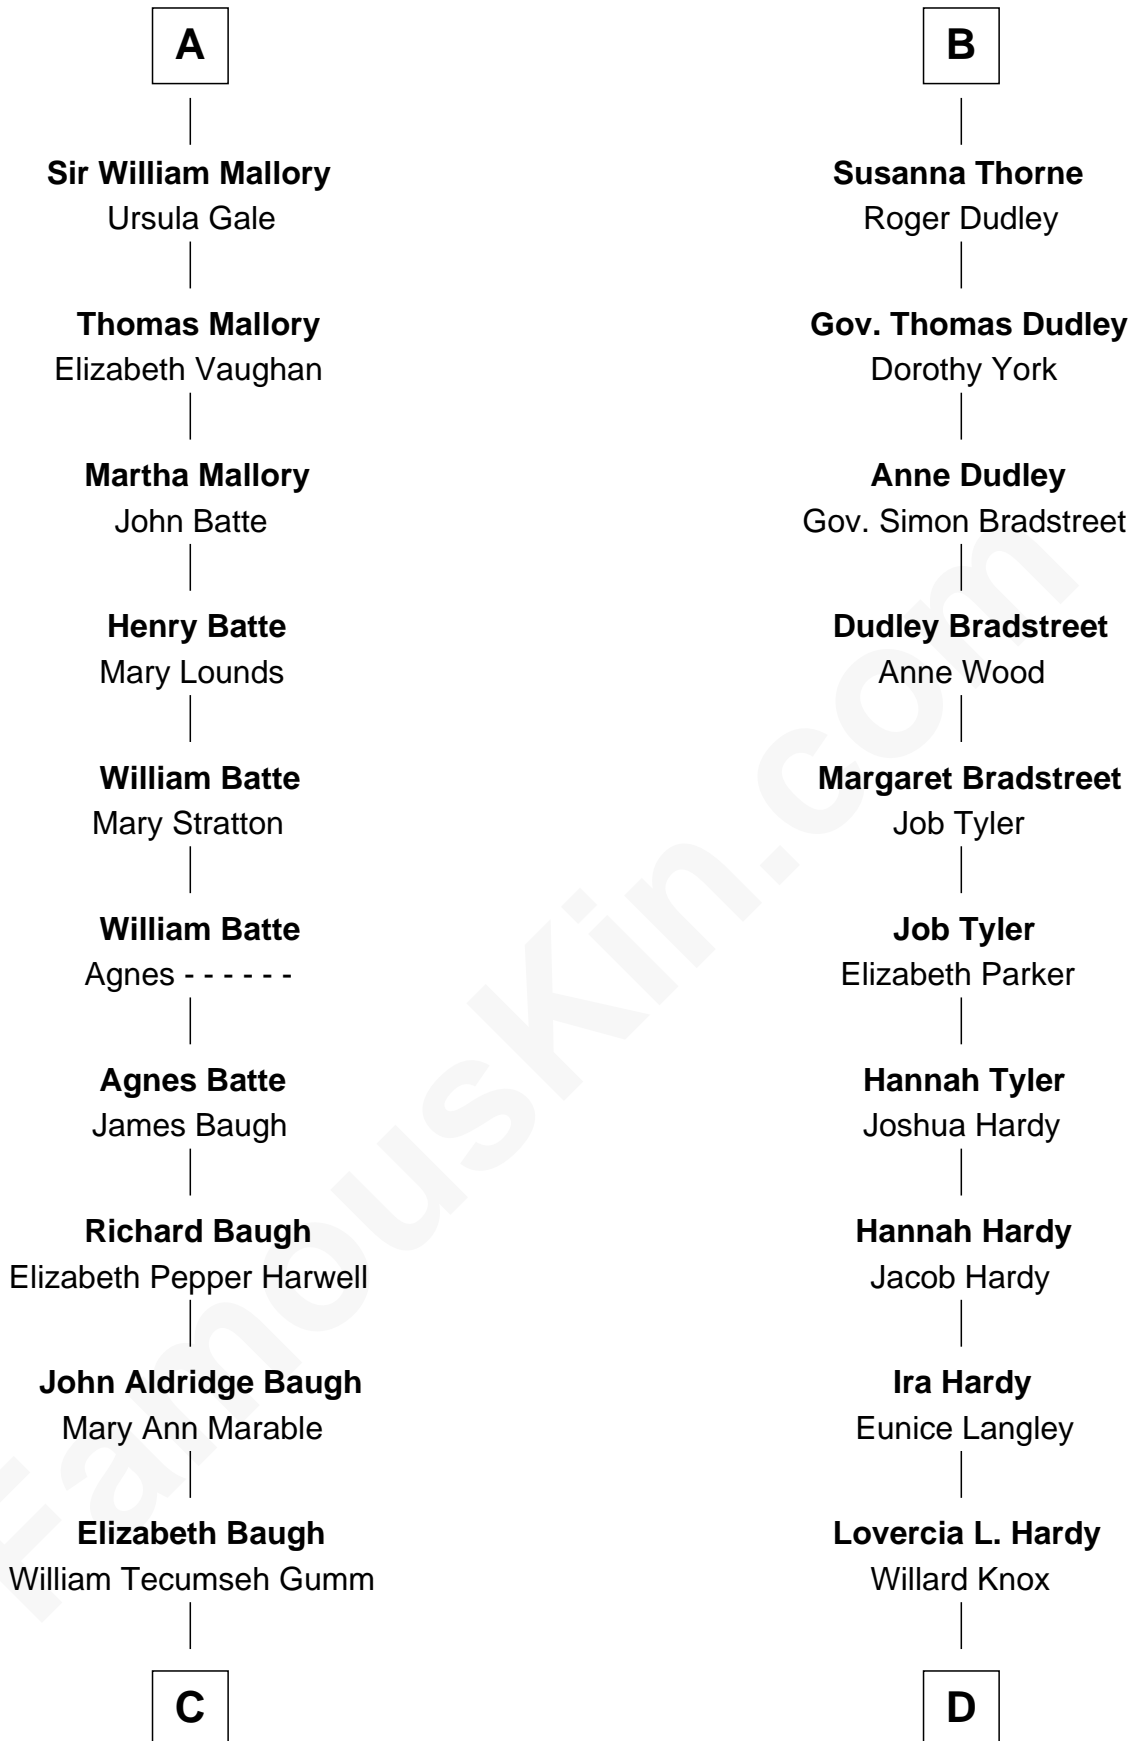 A
Sir William Mallory
Ursula Gale
Thomas Mallory
Elizabeth Vaughan
Martha Mallory
John Batte
Henry Batte
Mary Lounds
William Batte
Mary Stratton
William Batte
Agnes - - - - - -
Agnes Batte
James Baugh
Richard Baugh
Elizabeth Pepper Harwell
John Aldridge Baugh
Mary Ann Marable
Elizabeth Baugh
William Tecumseh Gumm
C
B
Susanna Thorne
Roger Dudley
Gov. Thomas Dudley
Dorothy York
Anne Dudley
Gov. Simon Bradstreet
Dudley Bradstreet
Anne Wood
Margaret Bradstreet
Job Tyler
Job Tyler
Elizabeth Parker
Hannah Tyler
Joshua Hardy
Hannah Hardy
Jacob Hardy
Ira Hardy
Eunice Langley
Lovercia L. Hardy
Willard Knox
D
FamousKin.com